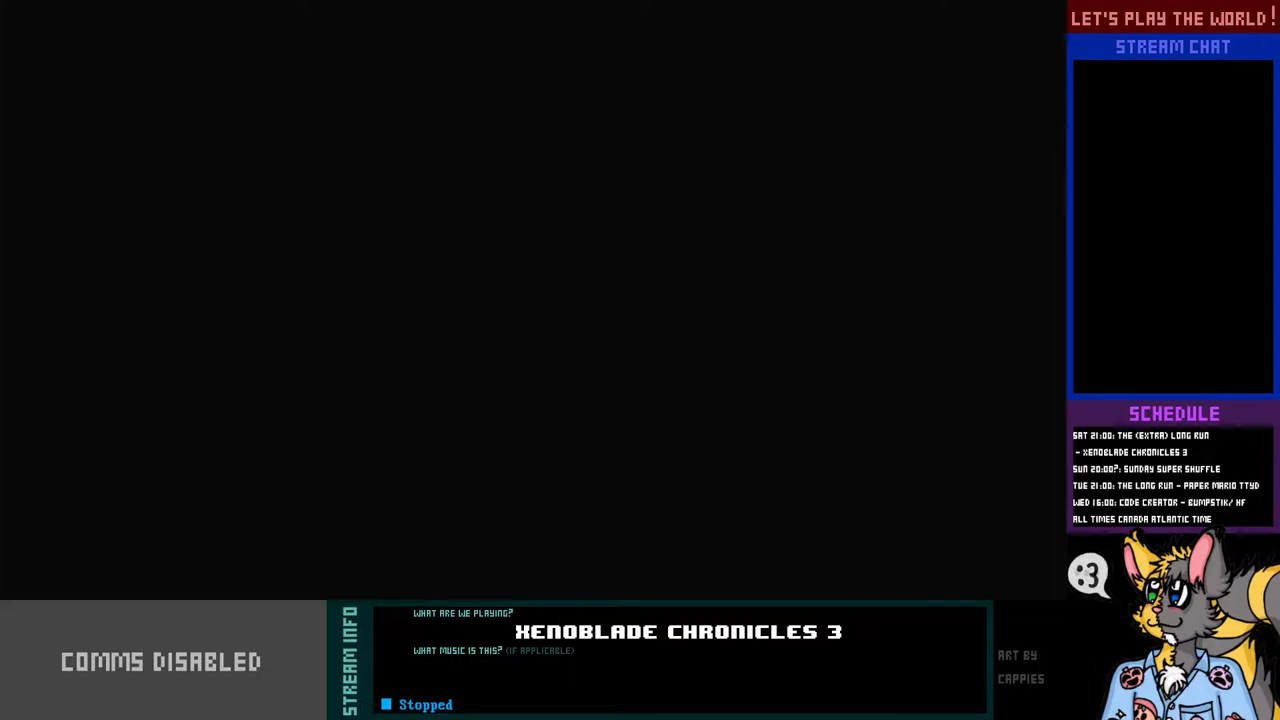 LET'S PLAY THE WORLD!
STREAM CHAT
SCHEDULE
SAT 21:00: THE (EXTRA) LONG RUN
- XENOBLADE CHRONICLES 3
SUN 20:00?: SUNDAY SUPER SHUFFLE
TUE 21:00: THE LONG RUN - PAPER MARIO TTYD
WED 16:00: CODE CREATOR - BUMPSTIK/ HF
ALL TIMES CANADA ATLANTIC TIME
:3
COMMS DISABLED
STREAM INFO
WHAT ARE WE PLAYING?
XENOBLADE CHRONICLES 3
WHAT MUSIC IS THIS? (IF APPLICABLE)
Stopped
ART BY
CAPPIES